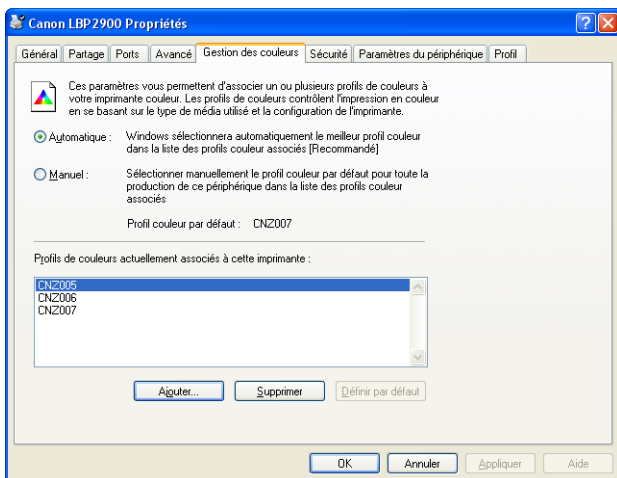 Canon LBP2900 Propriétés
Général Partage Ports Avancé Gestion des couleurs Sécurité Paramètres du périphérique Profil
Ces paramètres vous permettent d'associer un ou plusieurs profils de couleurs à
votre imprimante couleur. Les profils de couleurs contrôlent l'impression en couleur
en se basant sur le type de média utilisé et la configuration de l'imprimante.
Automatique : Windows sélectionnera automatiquement le meilleur profil couleur
dans la liste des profils couleur associés [Recommandé]
Manuel : Sélectionner manuellement le profil couleur par défaut pour toute la
production de ce périphérique dans la liste des profils couleur
associés
Profil couleur par défaut : CNZ007
Profils de couleurs actuellement associés à cette imprimante :
CNZ005
CNZ006
CNZ007
Ajouter... Supprimer Définir par défaut
OK Annuler Appliquer Aide